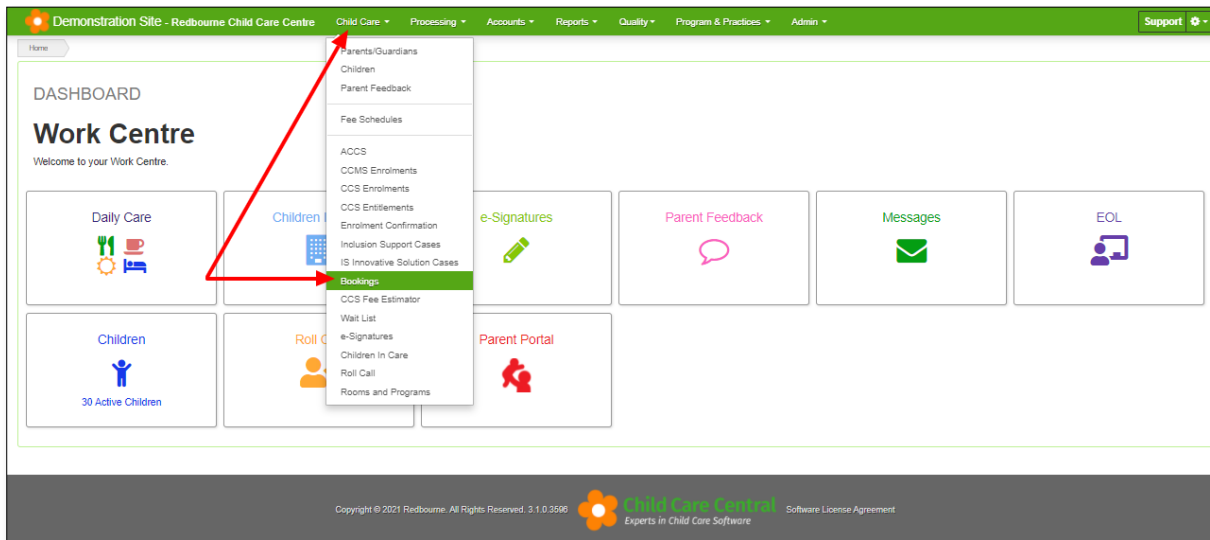 Demonstration Site - Redbourne Child Care Centre Child Care Processing Accounts Reports Quality Program & Practices Admin Support
Home
Parents/Guardians
Children
Parent Feedback
Fee Schedules
ACCS
CCMS Enrolments
CCS Enrolments
CCS Entitlements
Enrolment Confirmation
Inclusion Support Cases
IS Innovative Solution Cases
Bookings
CCS Fee Estimator
Wait List
e-Signatures
Children In Care
Roll Call
Rooms and Programs
DASHBOARD
Work Centre
Welcome to your Work Centre.
Daily Care
Children
e-Signatures
Parent Feedback
Messages
EOL
Children
30 Active Children
Roll
Parent Portal
Copyright © 2021 Redbourne. All Rights Reserved. 3.1.0.3596
Child Care Central
Experts in Child Care Software
Software License Agreement